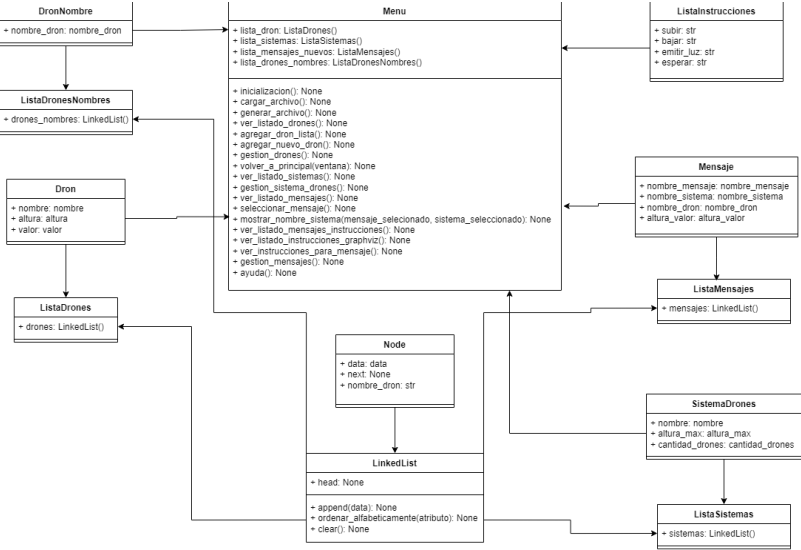 DronNombre
+ nombre_dron: nombre_dron
Menu
+ lista_dron: ListaDrones()
+ lista_sistemas: ListaSistemas()
+ lista_mensajes_nuevos: ListaMensajes()
+ lista_drones_nombres: ListaDronesNombres()
+ inicializacion(): None
+ cargar_archivo(): None
+ generar_archivo(): None
+ ver_listado_drones(): None
+ agregar_dron_lista(): None
+ agregar_nuevo_dron(): None
+ gestion_drones(): None
+ volver_a_principal(ventana): None
+ ver_listado_sistemas(): None
+ gestion_sistema_drones(): None
+ ver_listado_mensajes(): None
+ seleccionar_mensaje(): None
+ mostrar_nombre_sistema(mensaje_selecionado, sistema_seleccionado): None
+ ver_listado_mensajes_instrucciones(): None
+ ver_listado_instrucciones_graphviz(): None
+ ver_instrucciones_para_mensaje(): None
+ gestion_mensajes(): None
+ ayuda(): None
ListaInstrucciones
+ subir: str
+ bajar: str
+ emitir_luz: str
+ esperar: str
ListaDronesNombres
+ drones_nombres: LinkedList()
Dron
+ nombre: nombre
+ altura: altura
+ valor: valor
Mensaje
+ nombre_mensaje: nombre_mensaje
+ nombre_sistema: nombre_sistema
+ nombre_dron: nombre_dron
+ altura_valor: altura_valor
ListaDrones
+ drones: LinkedList()
ListaMensajes
+ mensajes: LinkedList()
Node
+ data: data
+ next: None
+ nombre_dron: str
SistemaDrones
+ nombre: nombre
+ altura_max: altura_max
+ cantidad_drones: cantidad_drones
LinkedList
+ head: None
+ append(data): None
+ ordenar_alfabeticamente(atributo): None
+ clear(): None
ListaSistemas
+ sistemas: LinkedList()